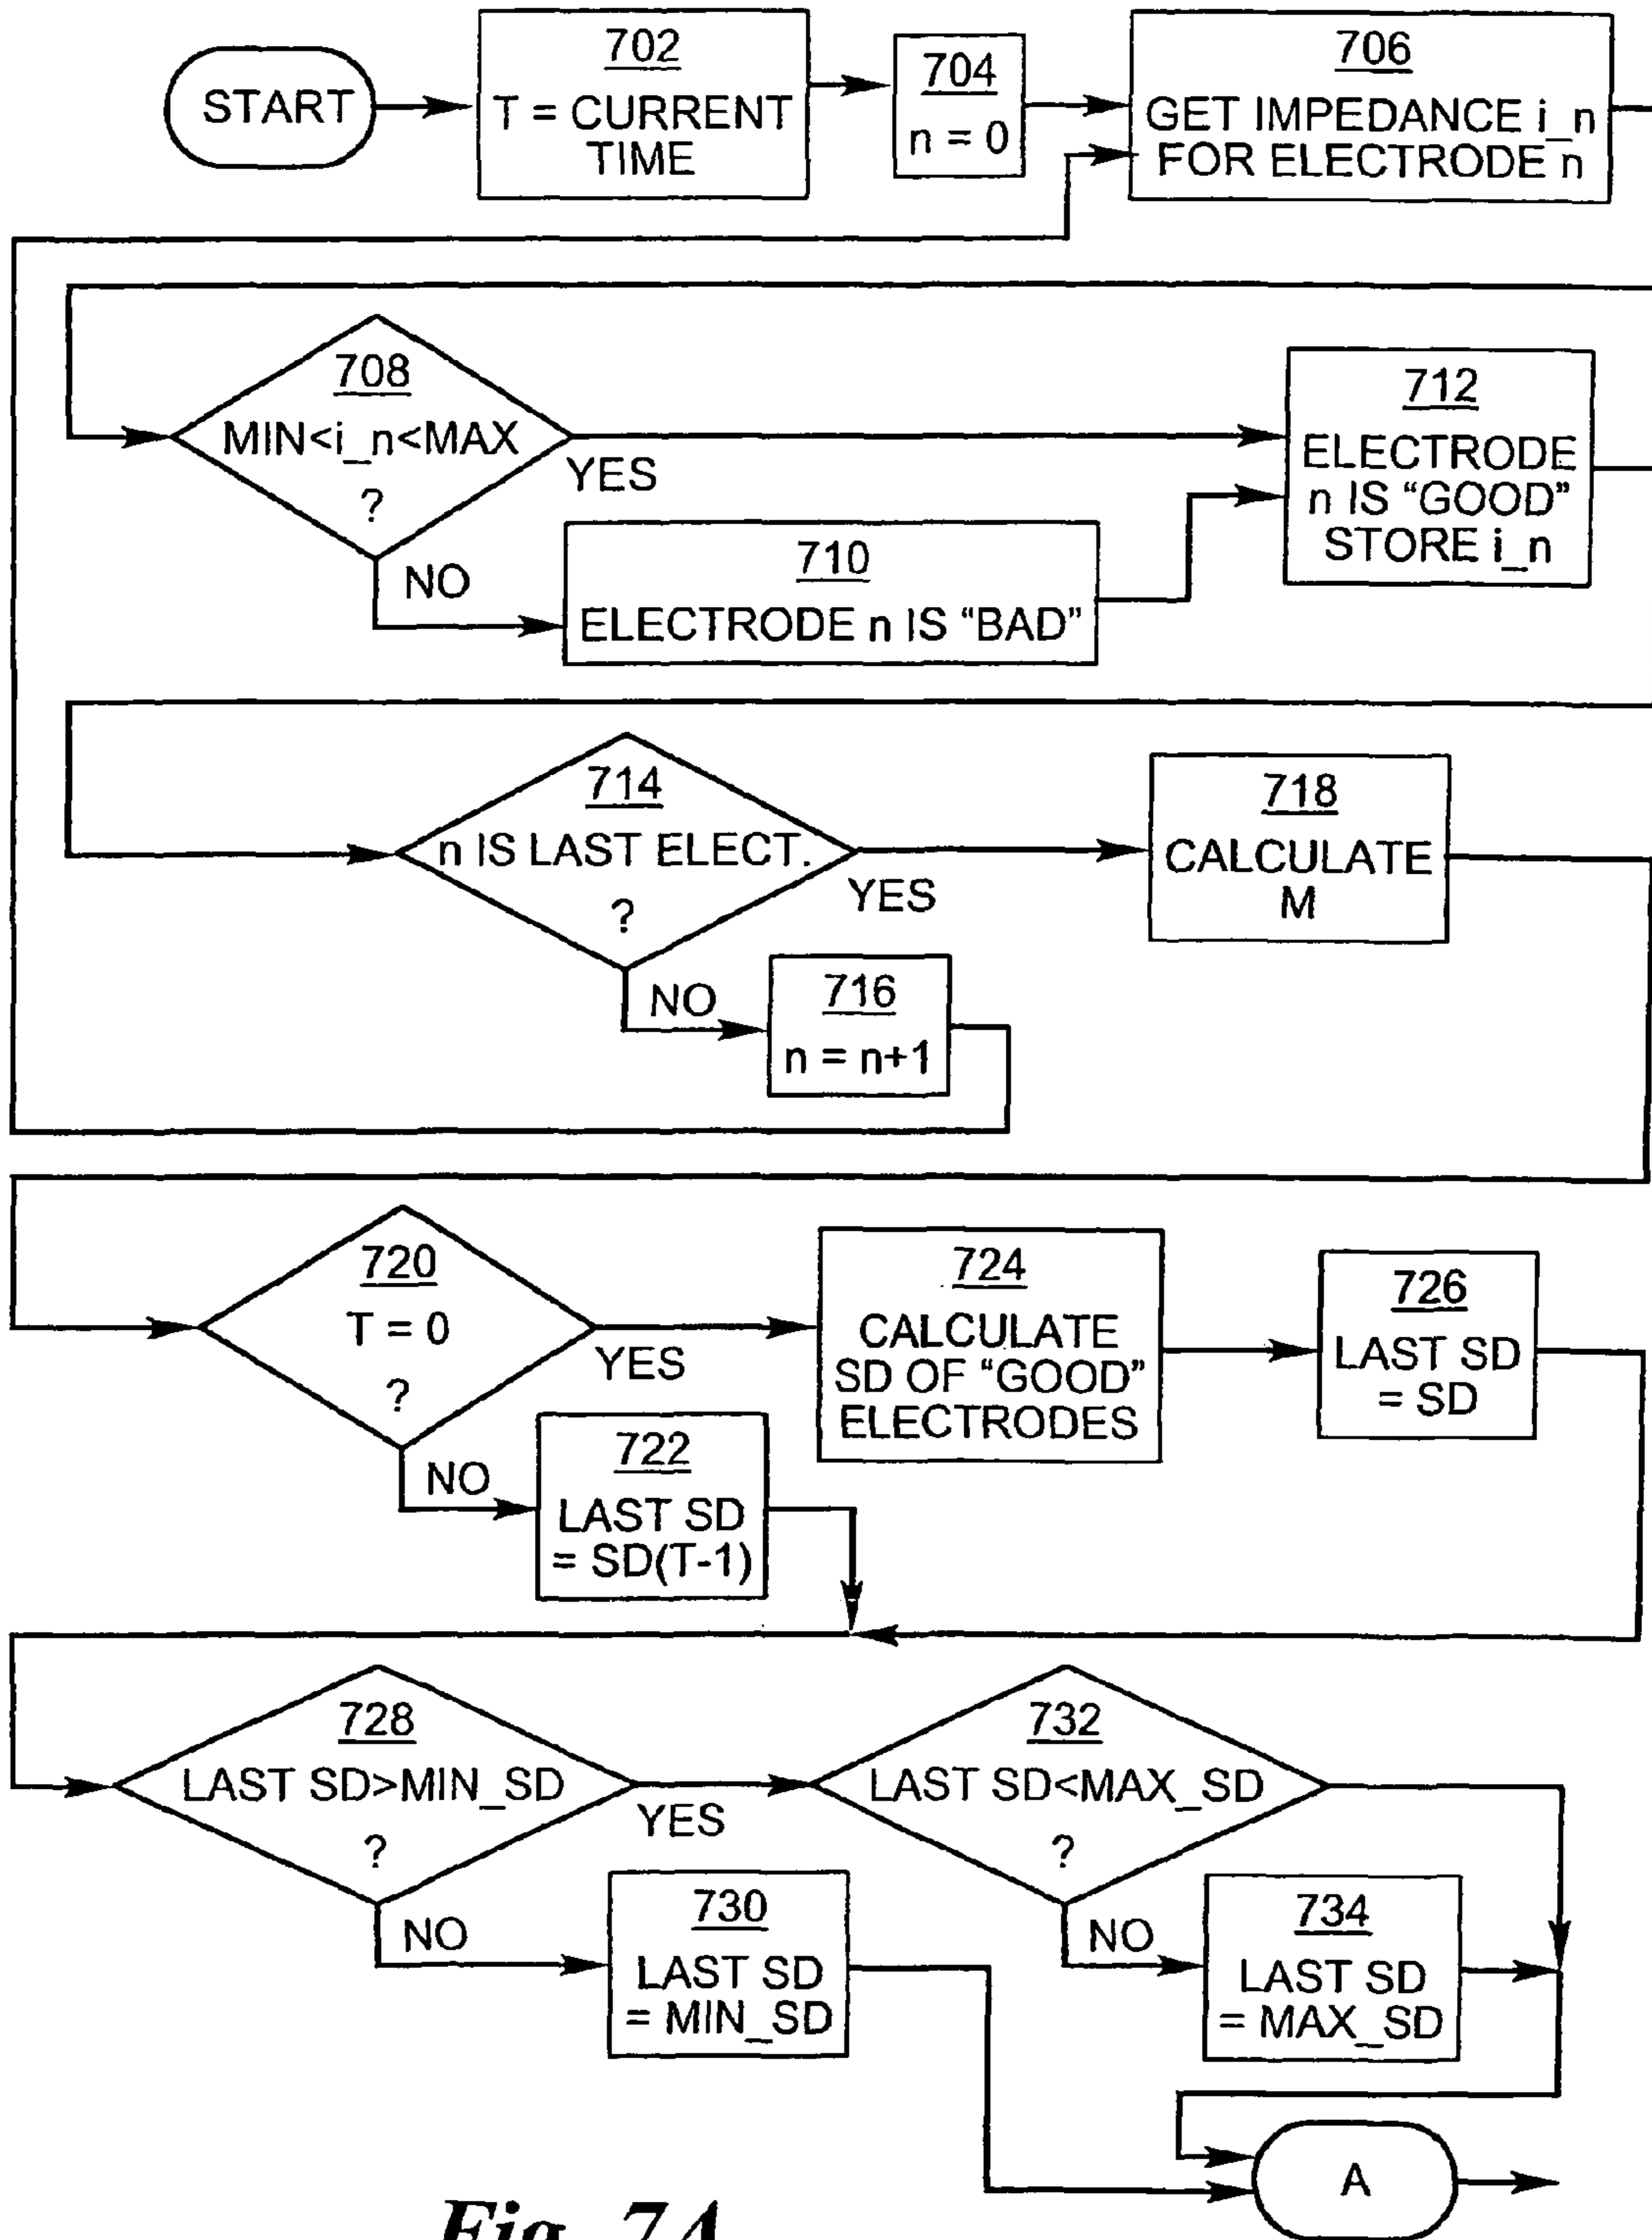 START
702
T = CURRENT
TIME
704
n = 0
706
GET IMPEDANCE i_n
FOR ELECTRODE n
708
MIN<i_n<MAX
?
YES
NO
710
ELECTRODE n IS “BAD”
712
ELECTRODE
n IS “GOOD”
STORE i_n
714
n IS LAST ELECT.
?
YES
NO
716
n = n+1
718
CALCULATE
M
720
T = 0
?
YES
NO
722
LAST SD
= SD(T-1)
724
CALCULATE
SD OF “GOOD”
ELECTRODES
726
LAST SD
= SD
728
LAST SD>MIN_SD
?
YES
NO
730
LAST SD
= MIN_SD
732
LAST SD<MAX_SD
?
NO
734
LAST SD
= MAX_SD
A
Fig. 7A